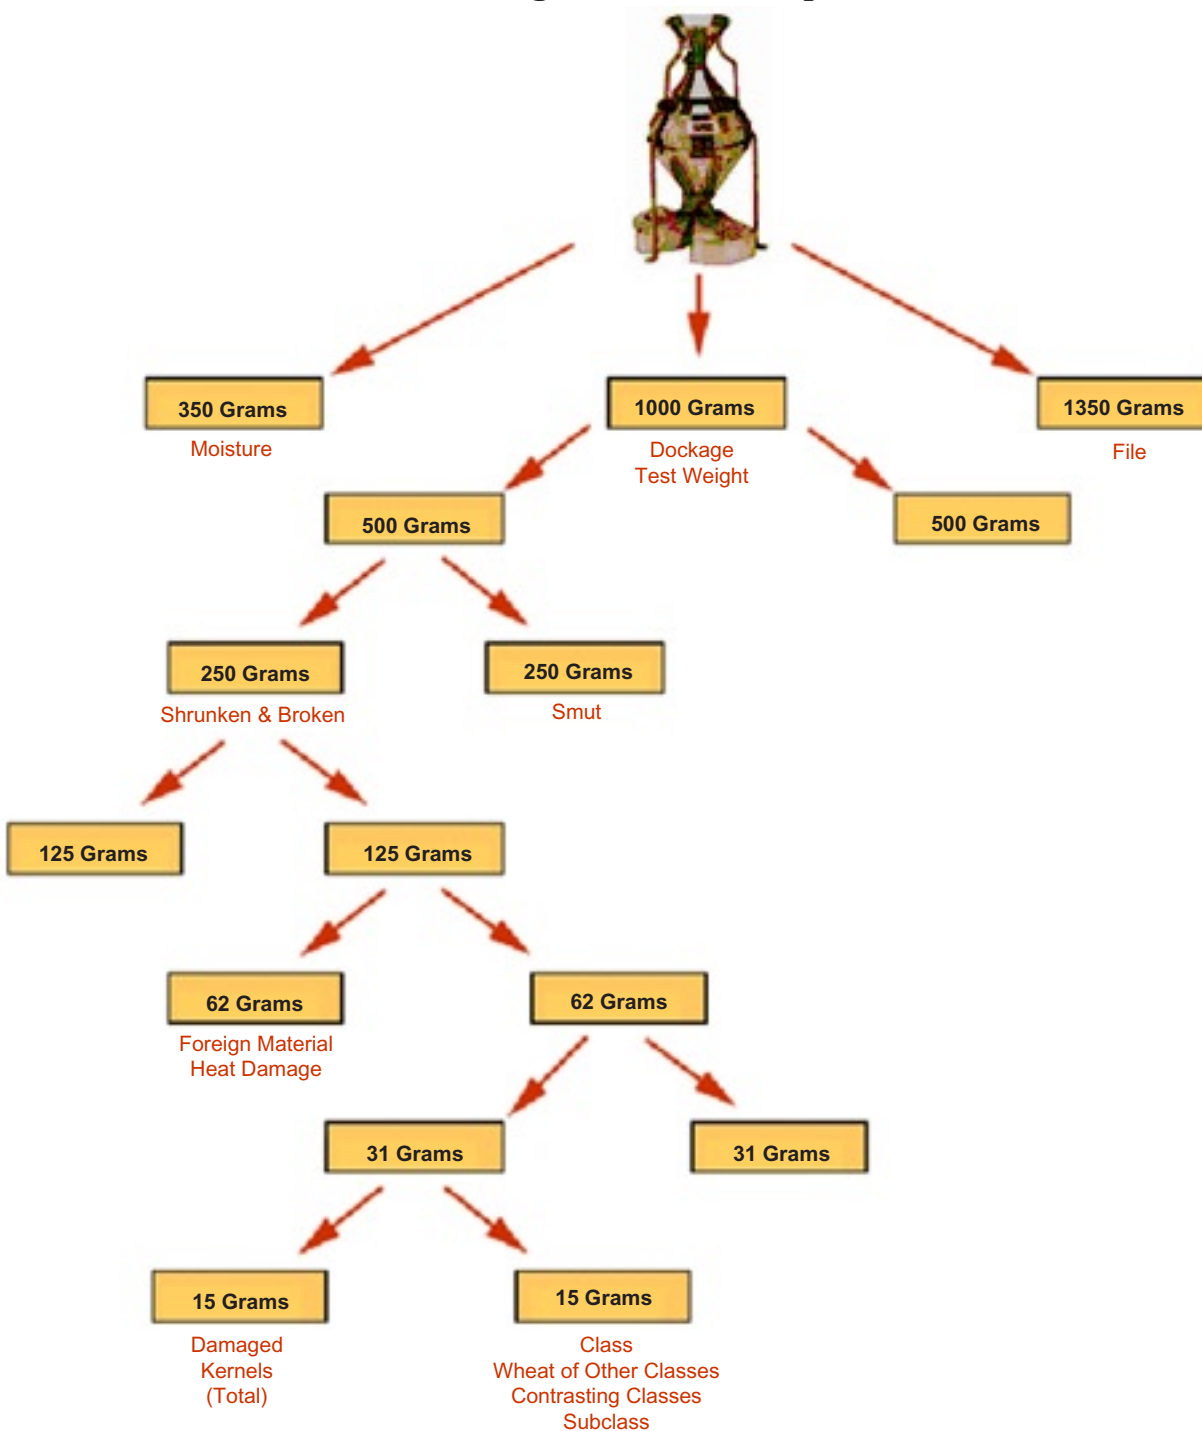 350 Grams
Moisture
1000 Grams
Dockage
Test Weight
1350 Grams
File
500 Grams
500 Grams
250 Grams
Shrunken & Broken
250 Grams
Smut
125 Grams
125 Grams
62 Grams
Foreign Material
Heat Damage
62 Grams
31 Grams
31 Grams
15 Grams
Damaged
Kernels
(Total)
15 Grams
Class
Wheat of Other Classes
Contrasting Classes
Subclass